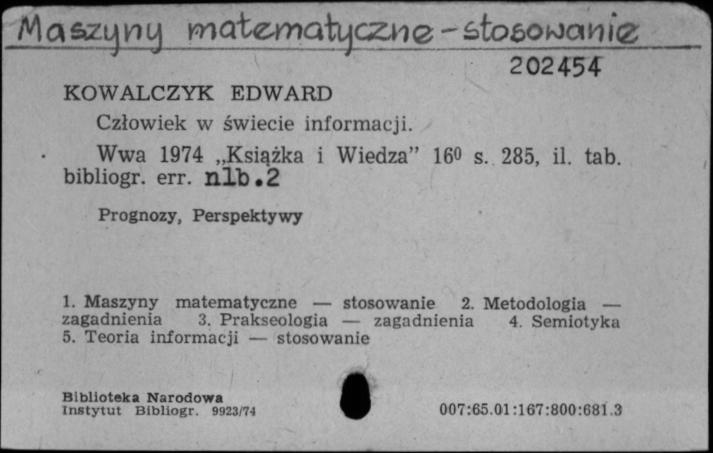 Maszyny matematyczne - stosowanie
202454
KOWALCZYK EDWARD
Człowiek w świecie informacji.
Wwa 1974 „Książka i Wiedza” 16⁰ s. 285, il. tab.
bibliogr. err. nlb.2
Prognozy, Perspektywy
1. Maszyny matematyczne — stosowanie 2. Metodologia —
zagadnienia 3. Prakseologia — zagadnienia 4. Semiotyka
5. Teoria informacji — stosowanie
Biblioteka Narodowa
Instytut Bibliogr. 9923/74
007:65.01:167:800:681.3